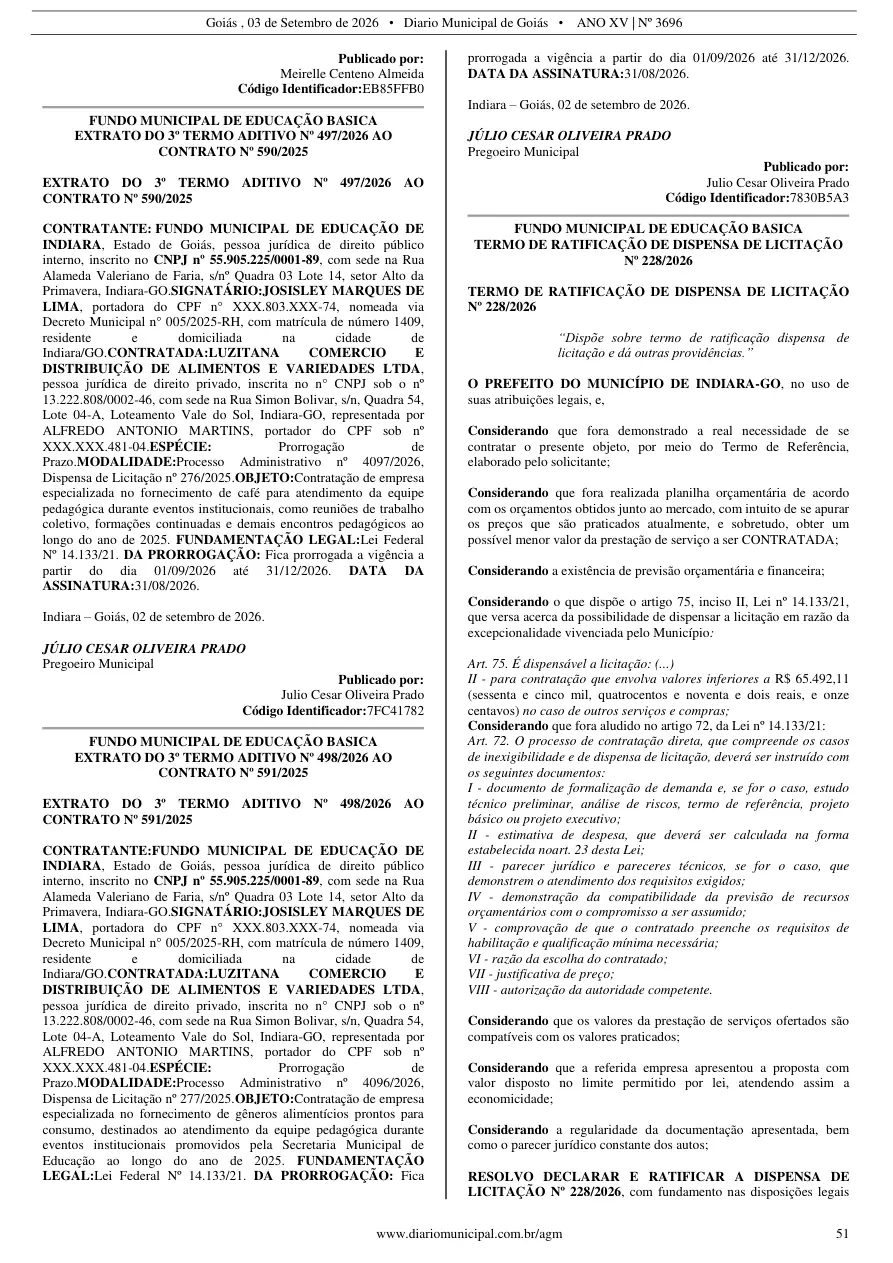 Goiás , 03 de Setembro de 2026 • Diario Municipal de Goiás • ANO XV | Nº 3696
Publicado por:
Meirelle Centeno Almeida
Código Identificador:EB85FFB0
FUNDO MUNICIPAL DE EDUCAÇÃO BASICA
EXTRATO DO 3º TERMO ADITIVO Nº 497/2026 AO
CONTRATO Nº 590/2025
EXTRATO DO 3º TERMO ADITIVO Nº 497/2026 AO
CONTRATO Nº 590/2025
CONTRATANTE: FUNDO MUNICIPAL DE EDUCAÇÃO DE
INDIARA, Estado de Goiás, pessoa jurídica de direito público
interno, inscrito no CNPJ nº 55.905.225/0001-89, com sede na Rua
Alameda Valeriano de Faria, s/nº Quadra 03 Lote 14, setor Alto da
Primavera, Indiara-GO.SIGNATÁRIO:JOSISLEY MARQUES DE
LIMA, portadora do CPF n° XXX.803.XXX-74, nomeada via
Decreto Municipal n° 005/2025-RH, com matrícula de número 1409,
residente e domiciliada na cidade de
Indiara/GO.CONTRATADA:LUZITANA COMERCIO E
DISTRIBUIÇÃO DE ALIMENTOS E VARIEDADES LTDA,
pessoa jurídica de direito privado, inscrita no n° CNPJ sob o nº
13.222.808/0002-46, com sede na Rua Simon Bolivar, s/n, Quadra 54,
Lote 04-A, Loteamento Vale do Sol, Indiara-GO, representada por
ALFREDO ANTONIO MARTINS, portador do CPF sob nº
XXX.XXX.481-04.ESPÉCIE: Prorrogação de
Prazo.MODALIDADE:Processo Administrativo nº 4097/2026,
Dispensa de Licitação nº 276/2025.OBJETO:Contratação de empresa
especializada no fornecimento de café para atendimento da equipe
pedagógica durante eventos institucionais, como reuniões de trabalho
coletivo, formações continuadas e demais encontros pedagógicos ao
longo do ano de 2025. FUNDAMENTAÇÃO LEGAL:Lei Federal
Nº 14.133/21. DA PRORROGAÇÃO: Fica prorrogada a vigência a
partir do dia 01/09/2026 até 31/12/2026. DATA DA
ASSINATURA:31/08/2026.
Indiara – Goiás, 02 de setembro de 2026.
JÚLIO CESAR OLIVEIRA PRADO
Pregoeiro Municipal
Publicado por:
Julio Cesar Oliveira Prado
Código Identificador:7FC41782
FUNDO MUNICIPAL DE EDUCAÇÃO BASICA
EXTRATO DO 3º TERMO ADITIVO Nº 498/2026 AO
CONTRATO Nº 591/2025
EXTRATO DO 3º TERMO ADITIVO Nº 498/2026 AO
CONTRATO Nº 591/2025
CONTRATANTE:FUNDO MUNICIPAL DE EDUCAÇÃO DE
INDIARA, Estado de Goiás, pessoa jurídica de direito público
interno, inscrito no CNPJ nº 55.905.225/0001-89, com sede na Rua
Alameda Valeriano de Faria, s/nº Quadra 03 Lote 14, setor Alto da
Primavera, Indiara-GO.SIGNATÁRIO:JOSISLEY MARQUES DE
LIMA, portadora do CPF n° XXX.803.XXX-74, nomeada via
Decreto Municipal n° 005/2025-RH, com matrícula de número 1409,
residente e domiciliada na cidade de
Indiara/GO.CONTRATADA:LUZITANA COMERCIO E
DISTRIBUIÇÃO DE ALIMENTOS E VARIEDADES LTDA,
pessoa jurídica de direito privado, inscrita no n° CNPJ sob o nº
13.222.808/0002-46, com sede na Rua Simon Bolivar, s/n, Quadra 54,
Lote 04-A, Loteamento Vale do Sol, Indiara-GO, representada por
ALFREDO ANTONIO MARTINS, portador do CPF sob nº
XXX.XXX.481-04.ESPÉCIE: Prorrogação de
Prazo.MODALIDADE:Processo Administrativo nº 4096/2026,
Dispensa de Licitação nº 277/2025.OBJETO:Contratação de empresa
especializada no fornecimento de gêneros alimentícios prontos para
consumo, destinados ao atendimento da equipe pedagógica durante
eventos institucionais promovidos pela Secretaria Municipal de
Educação ao longo do ano de 2025. FUNDAMENTAÇÃO
LEGAL:Lei Federal Nº 14.133/21. DA PRORROGAÇÃO: Fica
prorrogada a vigência a partir do dia 01/09/2026 até 31/12/2026.
DATA DA ASSINATURA:31/08/2026.
Indiara – Goiás, 02 de setembro de 2026.
JÚLIO CESAR OLIVEIRA PRADO
Pregoeiro Municipal
Publicado por:
Julio Cesar Oliveira Prado
Código Identificador:7830B5A3
FUNDO MUNICIPAL DE EDUCAÇÃO BASICA
TERMO DE RATIFICAÇÃO DE DISPENSA DE LICITAÇÃO
Nº 228/2026
TERMO DE RATIFICAÇÃO DE DISPENSA DE LICITAÇÃO
Nº 228/2026
“Dispõe sobre termo de ratificação dispensa de
licitação e dá outras providências.”
O PREFEITO DO MUNICÍPIO DE INDIARA-GO, no uso de
suas atribuições legais, e,
Considerando que fora demonstrado a real necessidade de se
contratar o presente objeto, por meio do Termo de Referência,
elaborado pelo solicitante;
Considerando que fora realizada planilha orçamentária de acordo
com os orçamentos obtidos junto ao mercado, com intuito de se apurar
os preços que são praticados atualmente, e sobretudo, obter um
possível menor valor da prestação de serviço a ser CONTRATADA;
Considerando a existência de previsão orçamentária e financeira;
Considerando o que dispõe o artigo 75, inciso II, Lei nº 14.133/21,
que versa acerca da possibilidade de dispensar a licitação em razão da
excepcionalidade vivenciada pelo Município:
Art. 75. É dispensável a licitação: (...)
II - para contratação que envolva valores inferiores a R$ 65.492,11
(sessenta e cinco mil, quatrocentos e noventa e dois reais, e onze
centavos) no caso de outros serviços e compras;
Considerando que fora aludido no artigo 72, da Lei nº 14.133/21:
Art. 72. O processo de contratação direta, que compreende os casos
de inexigibilidade e de dispensa de licitação, deverá ser instruído com
os seguintes documentos:
I - documento de formalização de demanda e, se for o caso, estudo
técnico preliminar, análise de riscos, termo de referência, projeto
básico ou projeto executivo;
II - estimativa de despesa, que deverá ser calculada na forma
estabelecida noart. 23 desta Lei;
III - parecer jurídico e pareceres técnicos, se for o caso, que
demonstrem o atendimento dos requisitos exigidos;
IV - demonstração da compatibilidade da previsão de recursos
orçamentários com o compromisso a ser assumido;
V - comprovação de que o contratado preenche os requisitos de
habilitação e qualificação mínima necessária;
VI - razão da escolha do contratado;
VII - justificativa de preço;
VIII - autorização da autoridade competente.
Considerando que os valores da prestação de serviços ofertados são
compatíveis com os valores praticados;
Considerando que a referida empresa apresentou a proposta com
valor disposto no limite permitido por lei, atendendo assim a
economicidade;
Considerando a regularidade da documentação apresentada, bem
como o parecer jurídico constante dos autos;
RESOLVO DECLARAR E RATIFICAR A DISPENSA DE
LICITAÇÃO Nº 228/2026, com fundamento nas disposições legais
www.diariomunicipal.com.br/agm
51